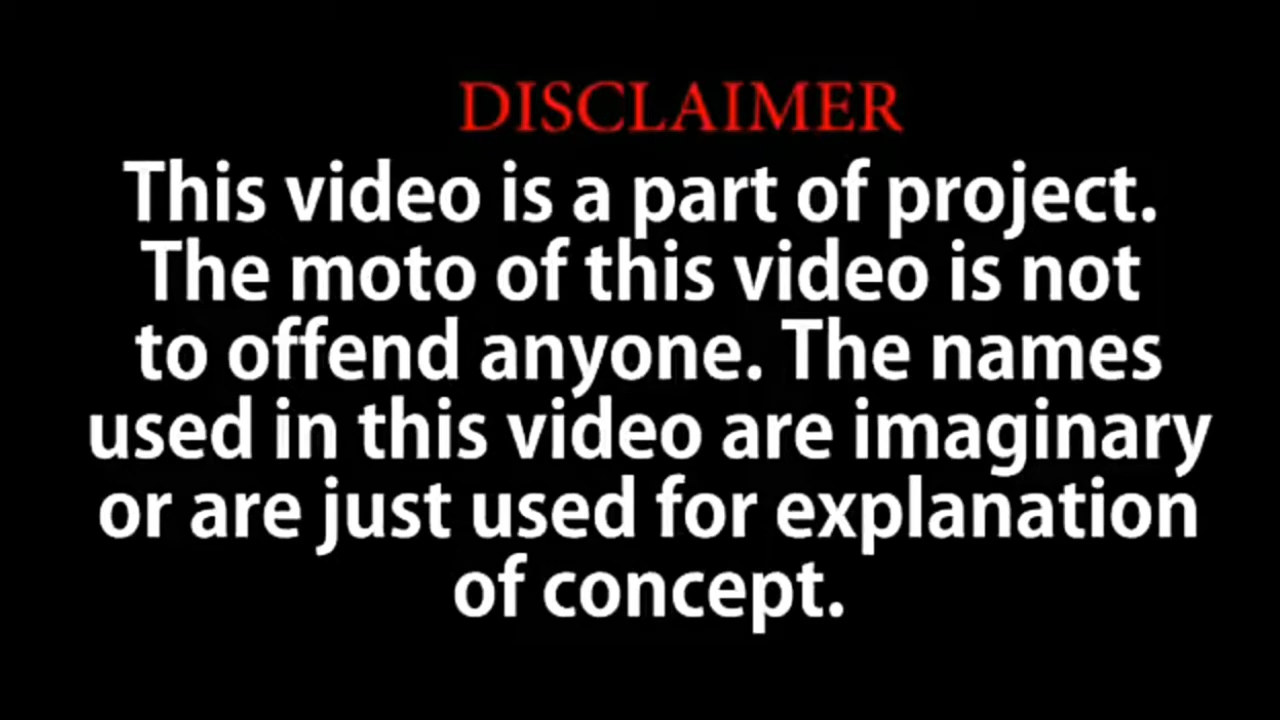 DISCLAIMER
This video is a part of project.
The moto of this video is not
to offend anyone. The names
used in this video are imaginary
or are just used for explanation
of concept.